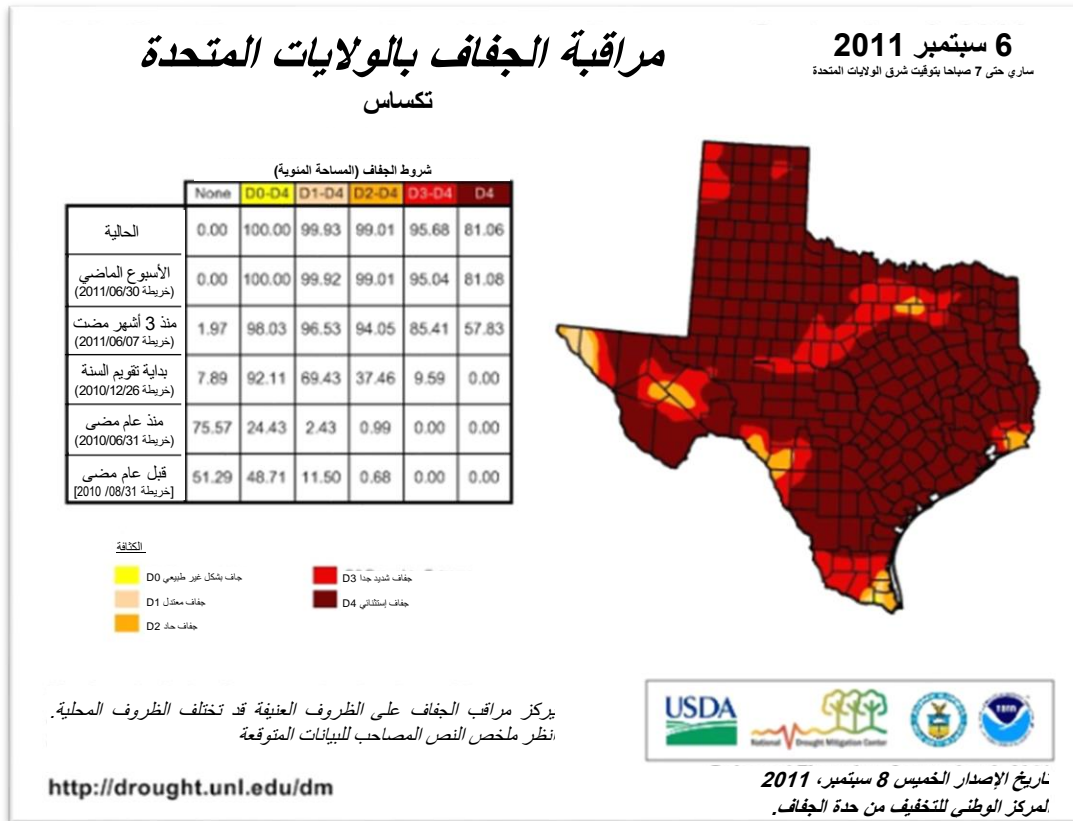 مراقبة الجفاف بالولايات المتحدة
تكساس
6 سبتمبر 2011
ساري حتى 7 صباحا بتوقيت شرق الولايات المتحدة
شروط الجفاف (المساحة المئوية)
None D0-D4 D1-D4 D2-D4 D3-D4 D4
الحالية 0.00 100.00 99.93 99.01 95.68 81.06
الأسبوع الماضي 0.00 100.00 99.92 99.01 95.04 81.08
(خريطة 2011/06/30)
منذ 3 أشهر مضت 1.97 98.03 96.53 94.05 85.41 57.83
(خريطة 2011/06/07)
بداية تقويم السنة 7.89 92.11 69.43 37.46 9.59 0.00
(خريطة 2010/12/26)
منذ عام مضى 75.57 24.43 2.43 0.99 0.00 0.00
(خريطة 2010/06/31)
قبل عام مضى 51.29 48.71 11.50 0.68 0.00 0.00
[خريطة 08/31/ 2010]
الكثافة
D0 جاف بشكل غير طبيعي
D1 جفاف معتدل
D2 جفاف حاد
D3 جفاف شديد جدا
D4 جفاف إستثنائي
يركز مراقب الجفاف على الظروف العنيفة قد تختلف الظروف المحلية.
انظر ملخص النص المصاحب للبيانات المتوقعة
http://drought.unl.edu/dm
USDA
National Drought Mitigation Center
تاريخ الإصدار الخميس 8 سبتمبر، 2011
المركز الوطني للتخفيف من حدة الجفاف.